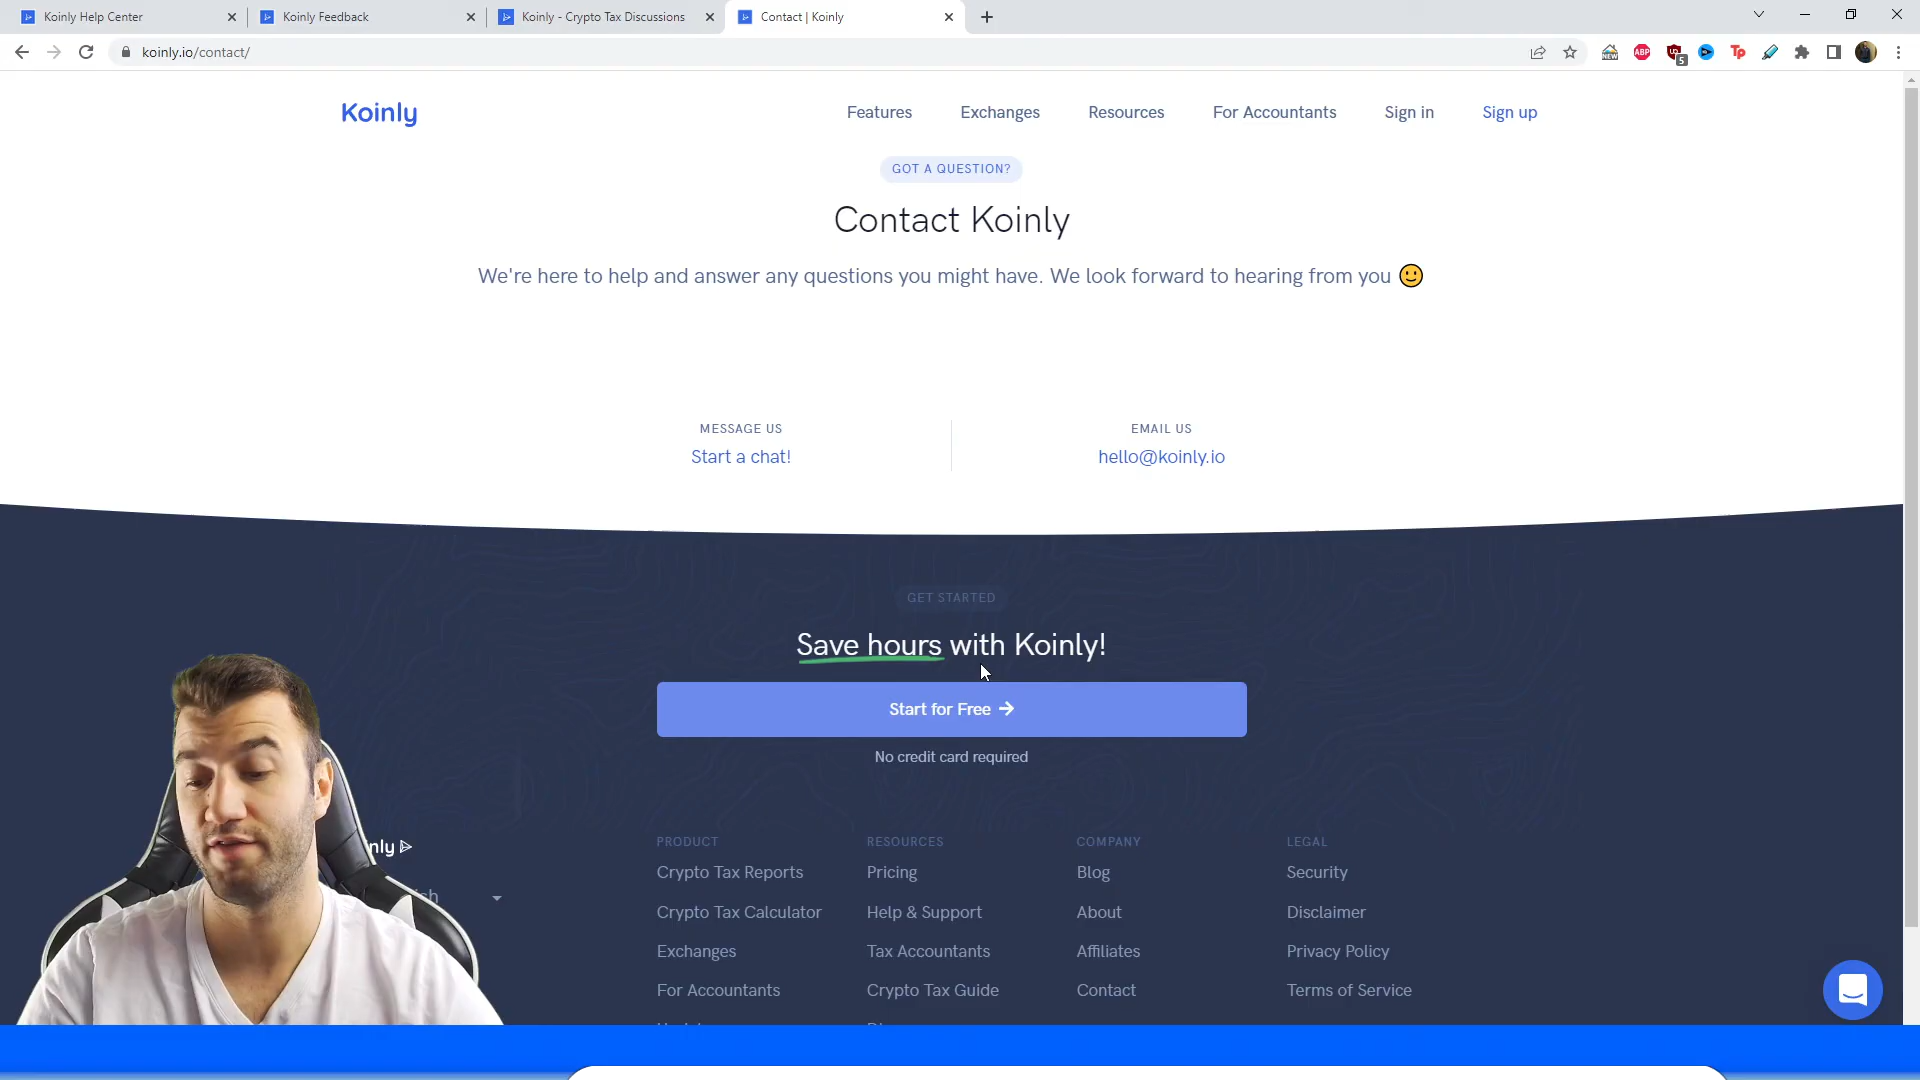 Koinly Help Center
Koinly Feedback
Koinly - Crypto Tax Discussions
Contact | Koinly
koinly.io/contact/
NEW
ABP
5
Tp
Koinly
Features
Exchanges
Resources
For Accountants
Sign in
Sign up
GOT A QUESTION?
Contact Koinly
We're here to help and answer any questions you might have. We look forward to hearing from you
MESSAGE US
Start a chat!
EMAIL US
hello@koinly.io
GET STARTED
Save hours with Koinly!
Start for Free
No credit card required
nly
PRODUCT
Crypto Tax Reports
Crypto Tax Calculator
Exchanges
For Accountants
RESOURCES
Pricing
Help & Support
Tax Accountants
Crypto Tax Guide
COMPANY
Blog
About
Affiliates
Contact
LEGAL
Security
Disclaimer
Privacy Policy
Terms of Service